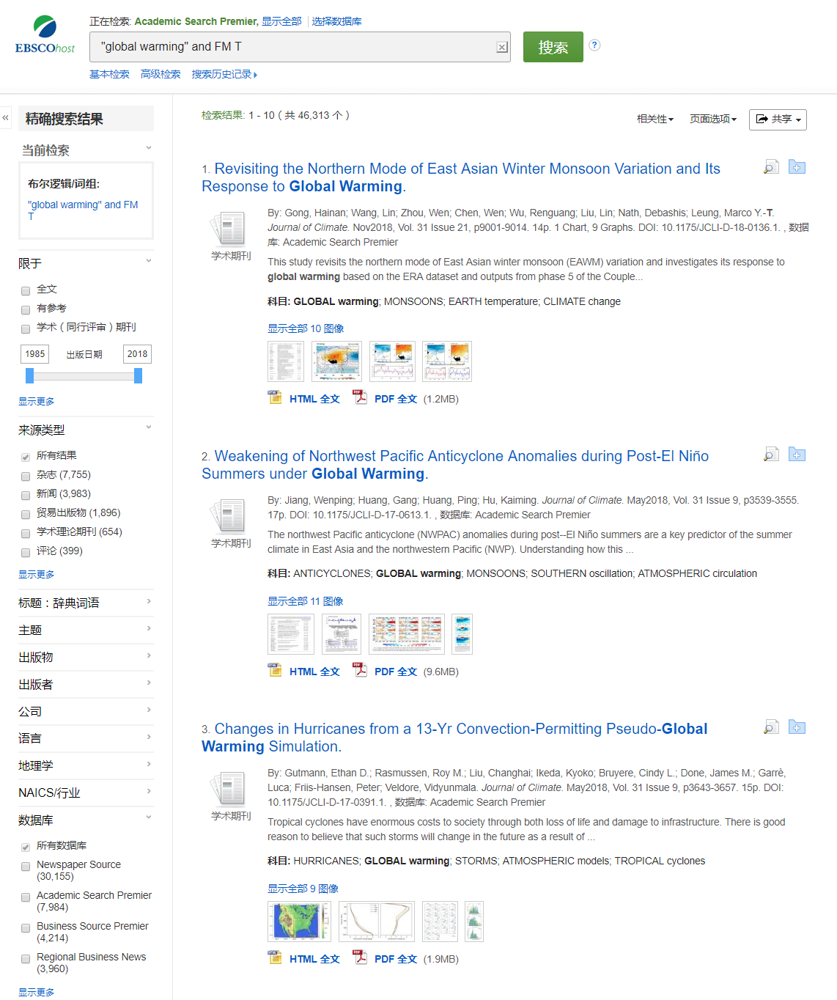 EBSCOhost
正在检索: Academic Search Premier, 显示全部 | 选择数据库
"global warming" and FM T
搜索
?
基本检索 高级检索 搜索历史记录
«
精确搜索结果
当前检索
布尔逻辑/词组:
"global warming" and FM
T
限于
全文
有参考
学术（同行评审）期刊
1985 出版日期 2018
显示更多
来源类型
所有结果
杂志 (7,755)
新闻 (3,983)
贸易出版物 (1,896)
学术理论期刊 (654)
评论 (399)
显示更多
标题：辞典词语
主题
出版物
出版者
公司
语言
地理学
NAICS/行业
数据库
所有数据库
Newspaper Source
(30,155)
Academic Search Premier
(7,984)
Business Source Premier
(4,214)
Regional Business News
(3,960)
显示更多
检索结果: 1 - 10（共 46,313 个）
相关性 页面选项 共享
1. Revisiting the Northern Mode of East Asian Winter Monsoon Variation and Its
Response to Global Warming.
学术期刊
By: Gong, Hainan; Wang, Lin; Zhou, Wen; Chen, Wen; Wu, Renguang; Liu, Lin; Nath, Debashis; Leung, Marco Y.-T.
Journal of Climate. Nov2018, Vol. 31 Issue 21, p9001-9014. 14p. 1 Chart, 9 Graphs. DOI: 10.1175/JCLI-D-18-0136.1. , 数据
库: Academic Search Premier
This study revisits the northern mode of East Asian winter monsoon (EAWM) variation and investigates its response to
global warming based on the ERA dataset and outputs from phase 5 of the Couple...
科目: GLOBAL warming; MONSOONS; EARTH temperature; CLIMATE change
显示全部 10 图像
HTML 全文 PDF 全文 (1.2MB)
2. Weakening of Northwest Pacific Anticyclone Anomalies during Post-El Niño
Summers under Global Warming.
学术期刊
By: Jiang, Wenping; Huang, Gang; Huang, Ping; Hu, Kaiming. Journal of Climate. May2018, Vol. 31 Issue 9, p3539-3555.
17p. DOI: 10.1175/JCLI-D-17-0613.1. , 数据库: Academic Search Premier
The northwest Pacific anticyclone (NWPAC) anomalies during post--El Niño summers are a key predictor of the summer
climate in East Asia and the northwestern Pacific (NWP). Understanding how this ...
科目: ANTICYCLONES; GLOBAL warming; MONSOONS; SOUTHERN oscillation; ATMOSPHERIC circulation
显示全部 11 图像
HTML 全文 PDF 全文 (9.6MB)
3. Changes in Hurricanes from a 13-Yr Convection-Permitting Pseudo-Global
Warming Simulation.
学术期刊
By: Gutmann, Ethan D.; Rasmussen, Roy M.; Liu, Changhai; Ikeda, Kyoko; Bruyere, Cindy L.; Done, James M.; Garrè,
Luca; Friis-Hansen, Peter; Veldore, Vidyunmala. Journal of Climate. May2018, Vol. 31 Issue 9, p3643-3657. 15p. DOI:
10.1175/JCLI-D-17-0391.1. , 数据库: Academic Search Premier
Tropical cyclones have enormous costs to society through both loss of life and damage to infrastructure. There is good
reason to believe that such storms will change in the future as a result of ...
科目: HURRICANES; GLOBAL warming; STORMS; ATMOSPHERIC models; TROPICAL cyclones
显示全部 9 图像
HTML 全文 PDF 全文 (1.9MB)